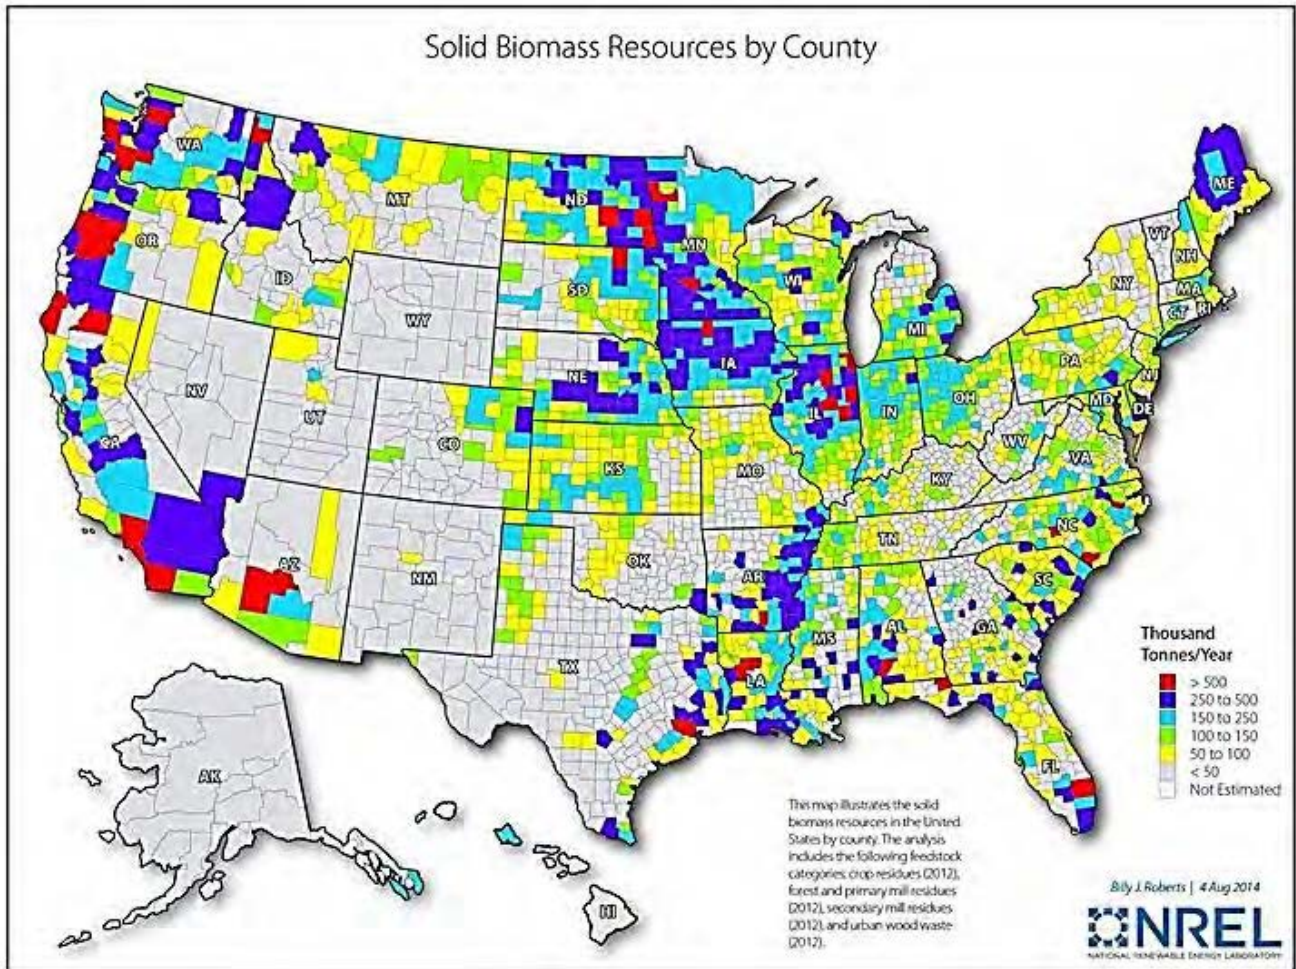 Solid Biomass Resources by County
WA
MT
ND
MN
ME
OR
ID
SD
WI
VT
NH
NY
MA
CT
RI
MI
WY
IA
PA
NJ
NE
NV
UT
IL
IN
OH
MD
DE
CA
CO
WV
VA
KS
MO
KY
NC
TN
AZ
NM
OK
AR
SC
MS
AL
GA
TX
LA
FL
AK
HI
Thousand
Tonnes/Year
> 500
250 to 500
150 to 250
100 to 150
50 to 100
< 50
Not Estimated
This map illustrates the solid
biomass resources in the United
States by county. The analysis
includes the following feedstock
categories: crop residues (2012),
forest and primary mill residues
(2012), secondary mill residues
(2012), and urban wood waste
(2012).
Billy J. Roberts | 4 Aug 2014
NREL
NATIONAL RENEWABLE ENERGY LABORATORY